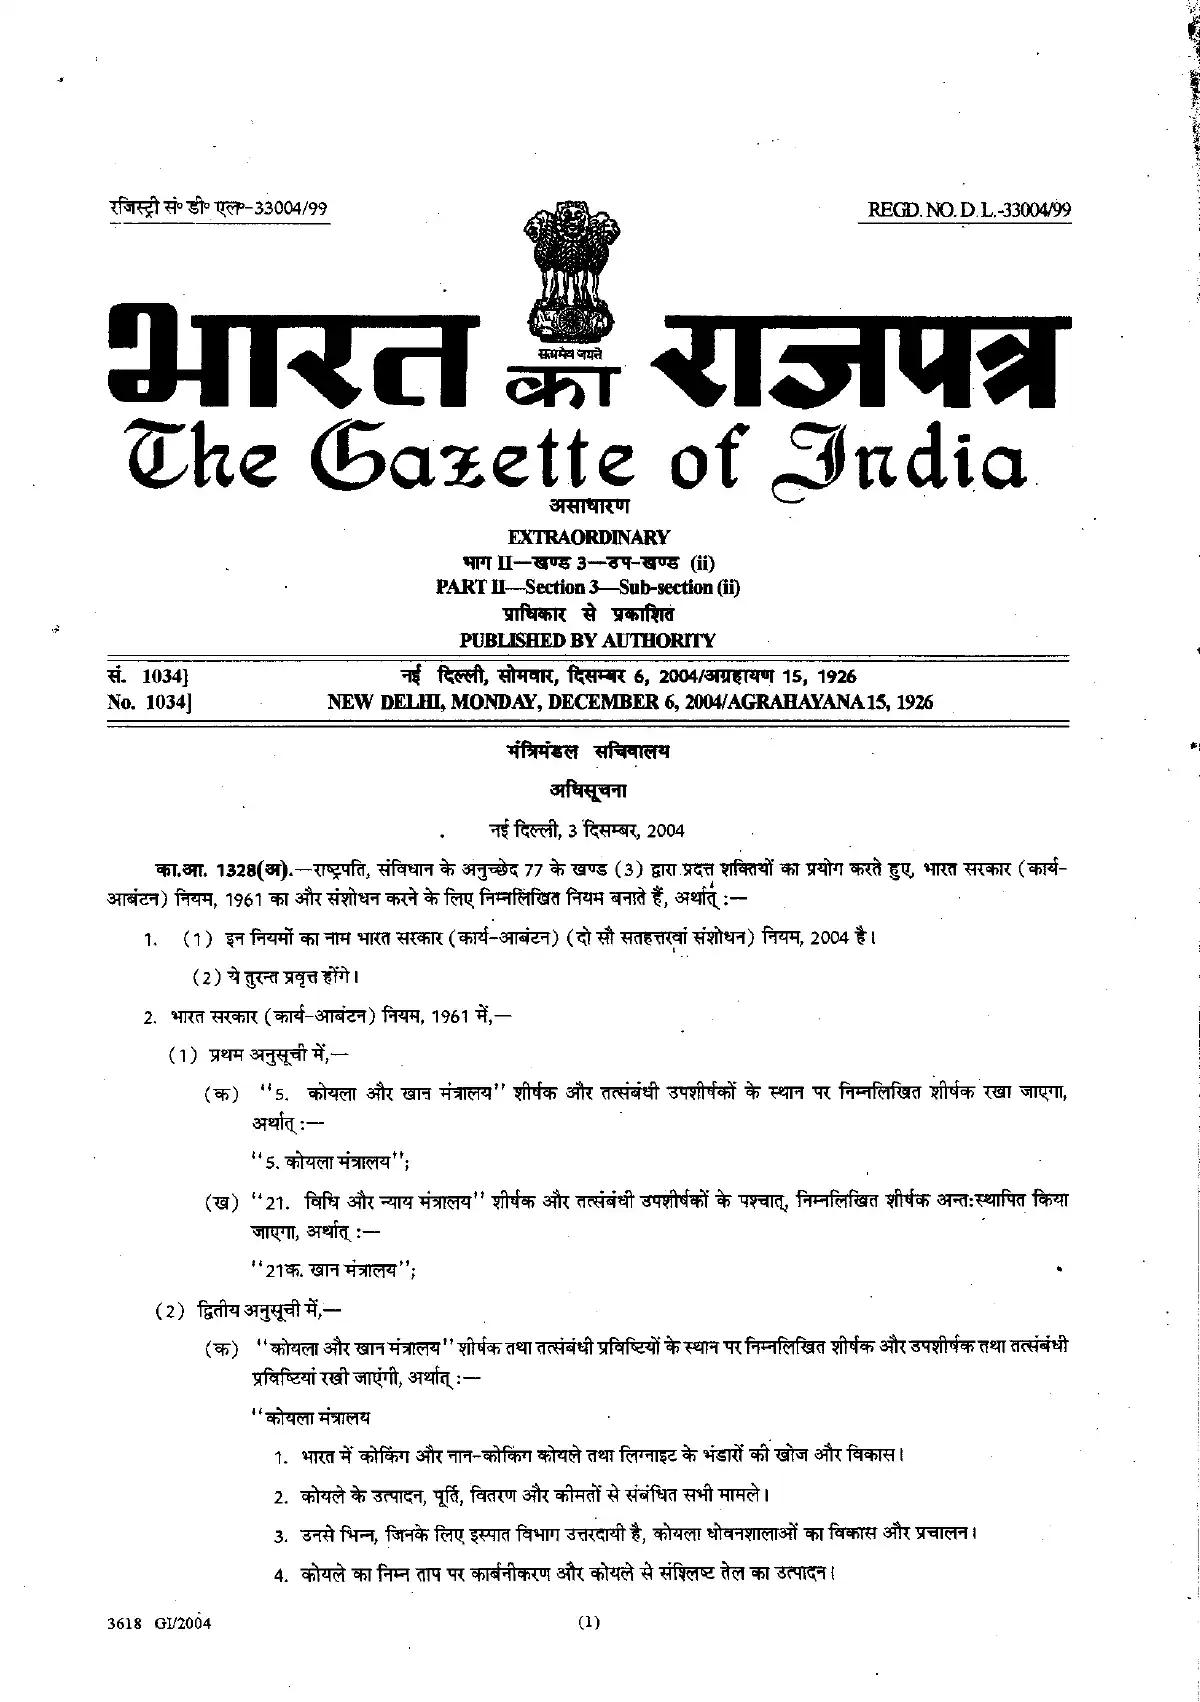 रजिस्ट्री सं० डी० एल०-33004/99
REGD. NO. D. L.-33004/99
सत्यमेव जयते
भारत का राजपत्र
The Gazette of India
असाधारण
EXTRAORDINARY
भाग II—खण्ड 3—उप-खण्ड (ii)
PART II—Section 3—Sub-section (ii)
प्राधिकार से प्रकाशित
PUBLISHED BY AUTHORITY
सं. 1034] नई दिल्ली, सोमवार, दिसम्बर 6, 2004/अग्रहायण 15, 1926
No. 1034] NEW DELHI, MONDAY, DECEMBER 6, 2004/AGRAHAYANA 15, 1926
मंत्रिमंडल सचिवालय
अधिसूचना
नई दिल्ली, 3 दिसम्बर, 2004
का.आ. 1328(अ).—राष्ट्रपति, संविधान के अनुच्छेद 77 के खण्ड (3) द्वारा प्रदत्त शक्तियों का प्रयोग करते हुए, भारत सरकार (कार्य-
आबंटन) नियम, 1961 का और संशोधन करने के लिए निम्नलिखित नियम बनाते हैं, अर्थात् :—
1. (1) इन नियमों का नाम भारत सरकार (कार्य-आबंटन) (दो सौ सतहत्तरवां संशोधन) नियम, 2004 है।
(2) ये तुरन्त प्रवृत्त होंगे।
2. भारत सरकार (कार्य-आबंटन) नियम, 1961 में,—
(1) प्रथम अनुसूची में,—
(क) "5. कोयला और खान मंत्रालय" शीर्षक और तत्संबंधी उपशीर्षकों के स्थान पर निम्नलिखित शीर्षक रखा जाएगा,
अर्थात् :—
"5. कोयला मंत्रालय";
(ख) "21. विधि और न्याय मंत्रालय" शीर्षक और तत्संबंधी उपशीर्षकों के पश्चात्, निम्नलिखित शीर्षक अन्त:स्थापित किया
जाएगा, अर्थात् :—
"21क. खान मंत्रालय";
(2) द्वितीय अनुसूची में,—
(क) "कोयला और खान मंत्रालय" शीर्षक तथा तत्संबंधी प्रविष्टियों के स्थान पर निम्नलिखित शीर्षक और उपशीर्षक तथा तत्संबंधी
प्रविष्टियां रखी जाएंगी, अर्थात् :—
"कोयला मंत्रालय
1. भारत में कोकिंग और नान-कोकिंग कोयले तथा लिग्नाइट के भंडारों की खोज और विकास।
2. कोयले के उत्पादन, पूर्ति, वितरण और कीमतों से संबंधित सभी मामले।
3. उनसे भिन्न, जिनके लिए इस्पात विभाग उत्तरदायी है, कोयला धोवनशालाओं का विकास और प्रचालन।
4. कोयले का निम्न ताप पर कार्बनीकरण और कोयले से संश्लिष्ट तेल का उत्पादन।
3618 GI/2004
(1)